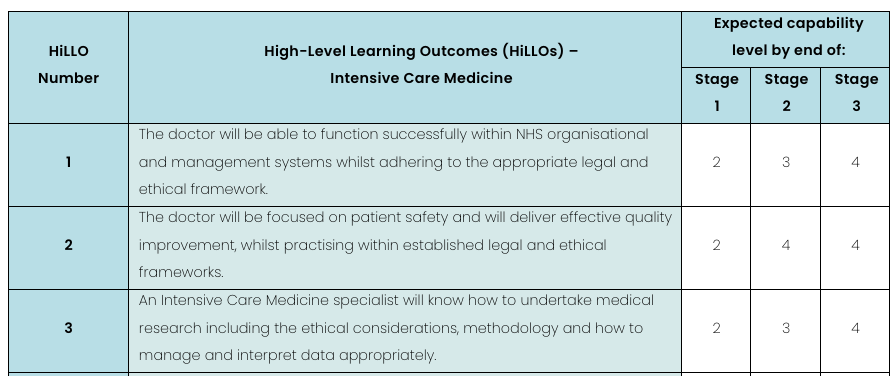 HiLLO
Number
High-Level Learning Outcomes (HiLLOs) –
Intensive Care Medicine
Expected capability
level by end of:
Stage
1
Stage
2
Stage
3
1
The doctor will be able to function successfully within NHS organisational
and management systems whilst adhering to the appropriate legal and
ethical framework.
2
3
4
2
The doctor will be focused on patient safety and will deliver effective quality
improvement, whilst practising within established legal and ethical
frameworks.
2
4
4
3
An Intensive Care Medicine specialist will know how to undertake medical
research including the ethical considerations, methodology and how to
manage and interpret data appropriately.
2
3
4